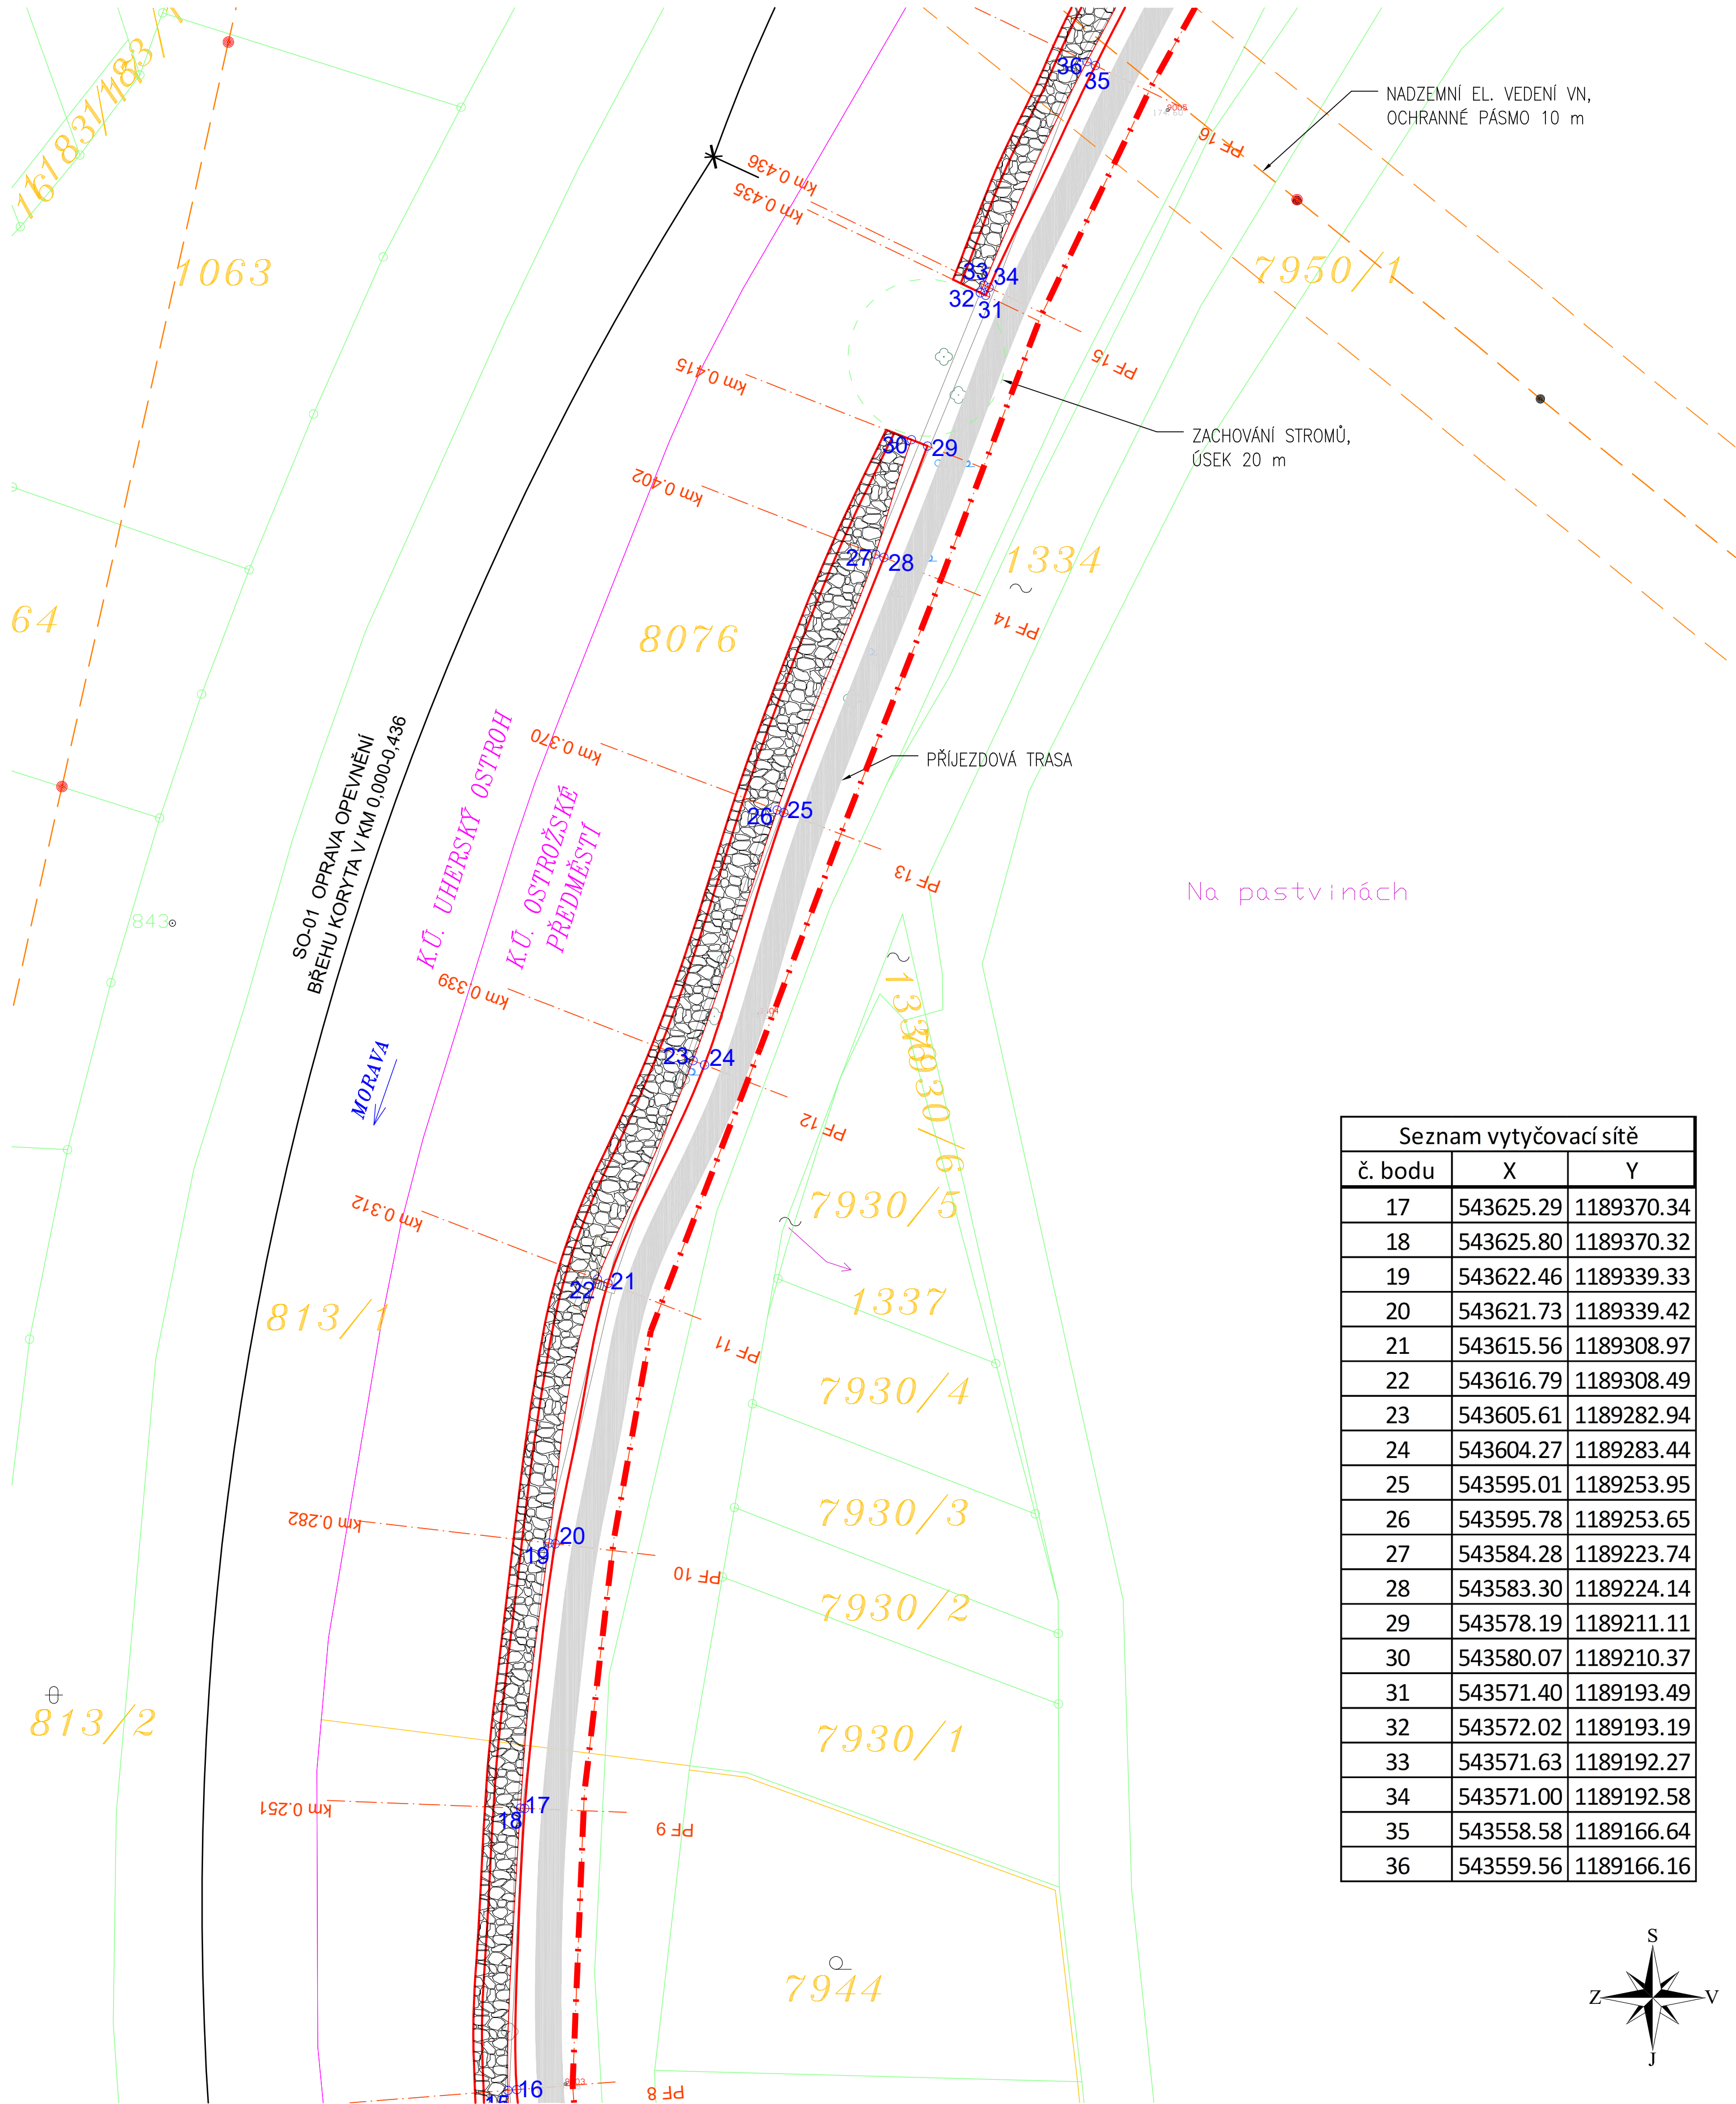 NADZEMNÍ EL. VEDENÍ VN,
OCHRANNÉ PÁSMO 10 m
36
35
PF 16
km 0.436
km 0.435
1063
7950/1
33
34
32
31
PF 15
km 0.415
ZACHOVÁNÍ STROMŮ,
ÚSEK 20 m
30
29
km 0.402
27
28
1334
64
8076
PF 14
SO-01 OPRAVA OPEVNĚNÍ
BŘEHU KORYTA V KM 0,000-0,436
K.Ú. UHERSKÝ OSTROH
K.Ú. OSTROŽSKÉ
PŘEDMĚSTÍ
km 0.370
PŘÍJEZDOVÁ TRASA
26
25
PF 13
Na pastvinách
843
km 0.339
MORAVA
23
24
PF 12
7930/6
7930/5
km 0.312
22
21
1337
813/1
PF 11
7930/4
km 0.282
7930/3
19
20
PF 10
7930/2
813/2
7930/1
km 0.251
18
17
PF 9
7944
16
PF 8
Seznam vytyčovací sítě
č. bodu X Y
17 543625.29 1189370.34
18 543625.80 1189370.32
19 543622.46 1189339.33
20 543621.73 1189339.42
21 543615.56 1189308.97
22 543616.79 1189308.49
23 543605.61 1189282.94
24 543604.27 1189283.44
25 543595.01 1189253.95
26 543595.78 1189253.65
27 543584.28 1189223.74
28 543583.30 1189224.14
29 543578.19 1189211.11
30 543580.07 1189210.37
31 543571.40 1189193.49
32 543572.02 1189193.19
33 543571.63 1189192.27
34 543571.00 1189192.58
35 543558.58 1189166.64
36 543559.56 1189166.16
S
Z
V
J